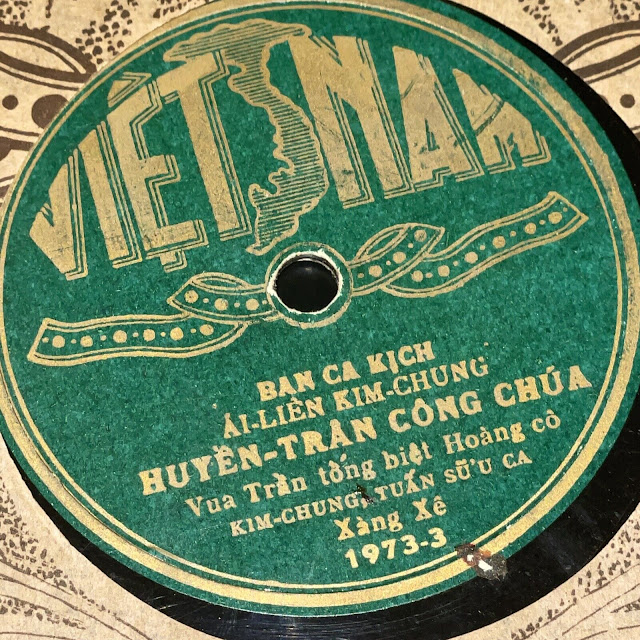 VIỆT NAM
BAN CA KỊCH
ÁI-LIÊN KIM-CHUNG
HUYỀN-TRÂN CÔNG CHÚA
Vua Trần tống biệt Hoàng cô
KIM-CHUNG, TUẤN SỬU CA
Xàng Xê
1973-3